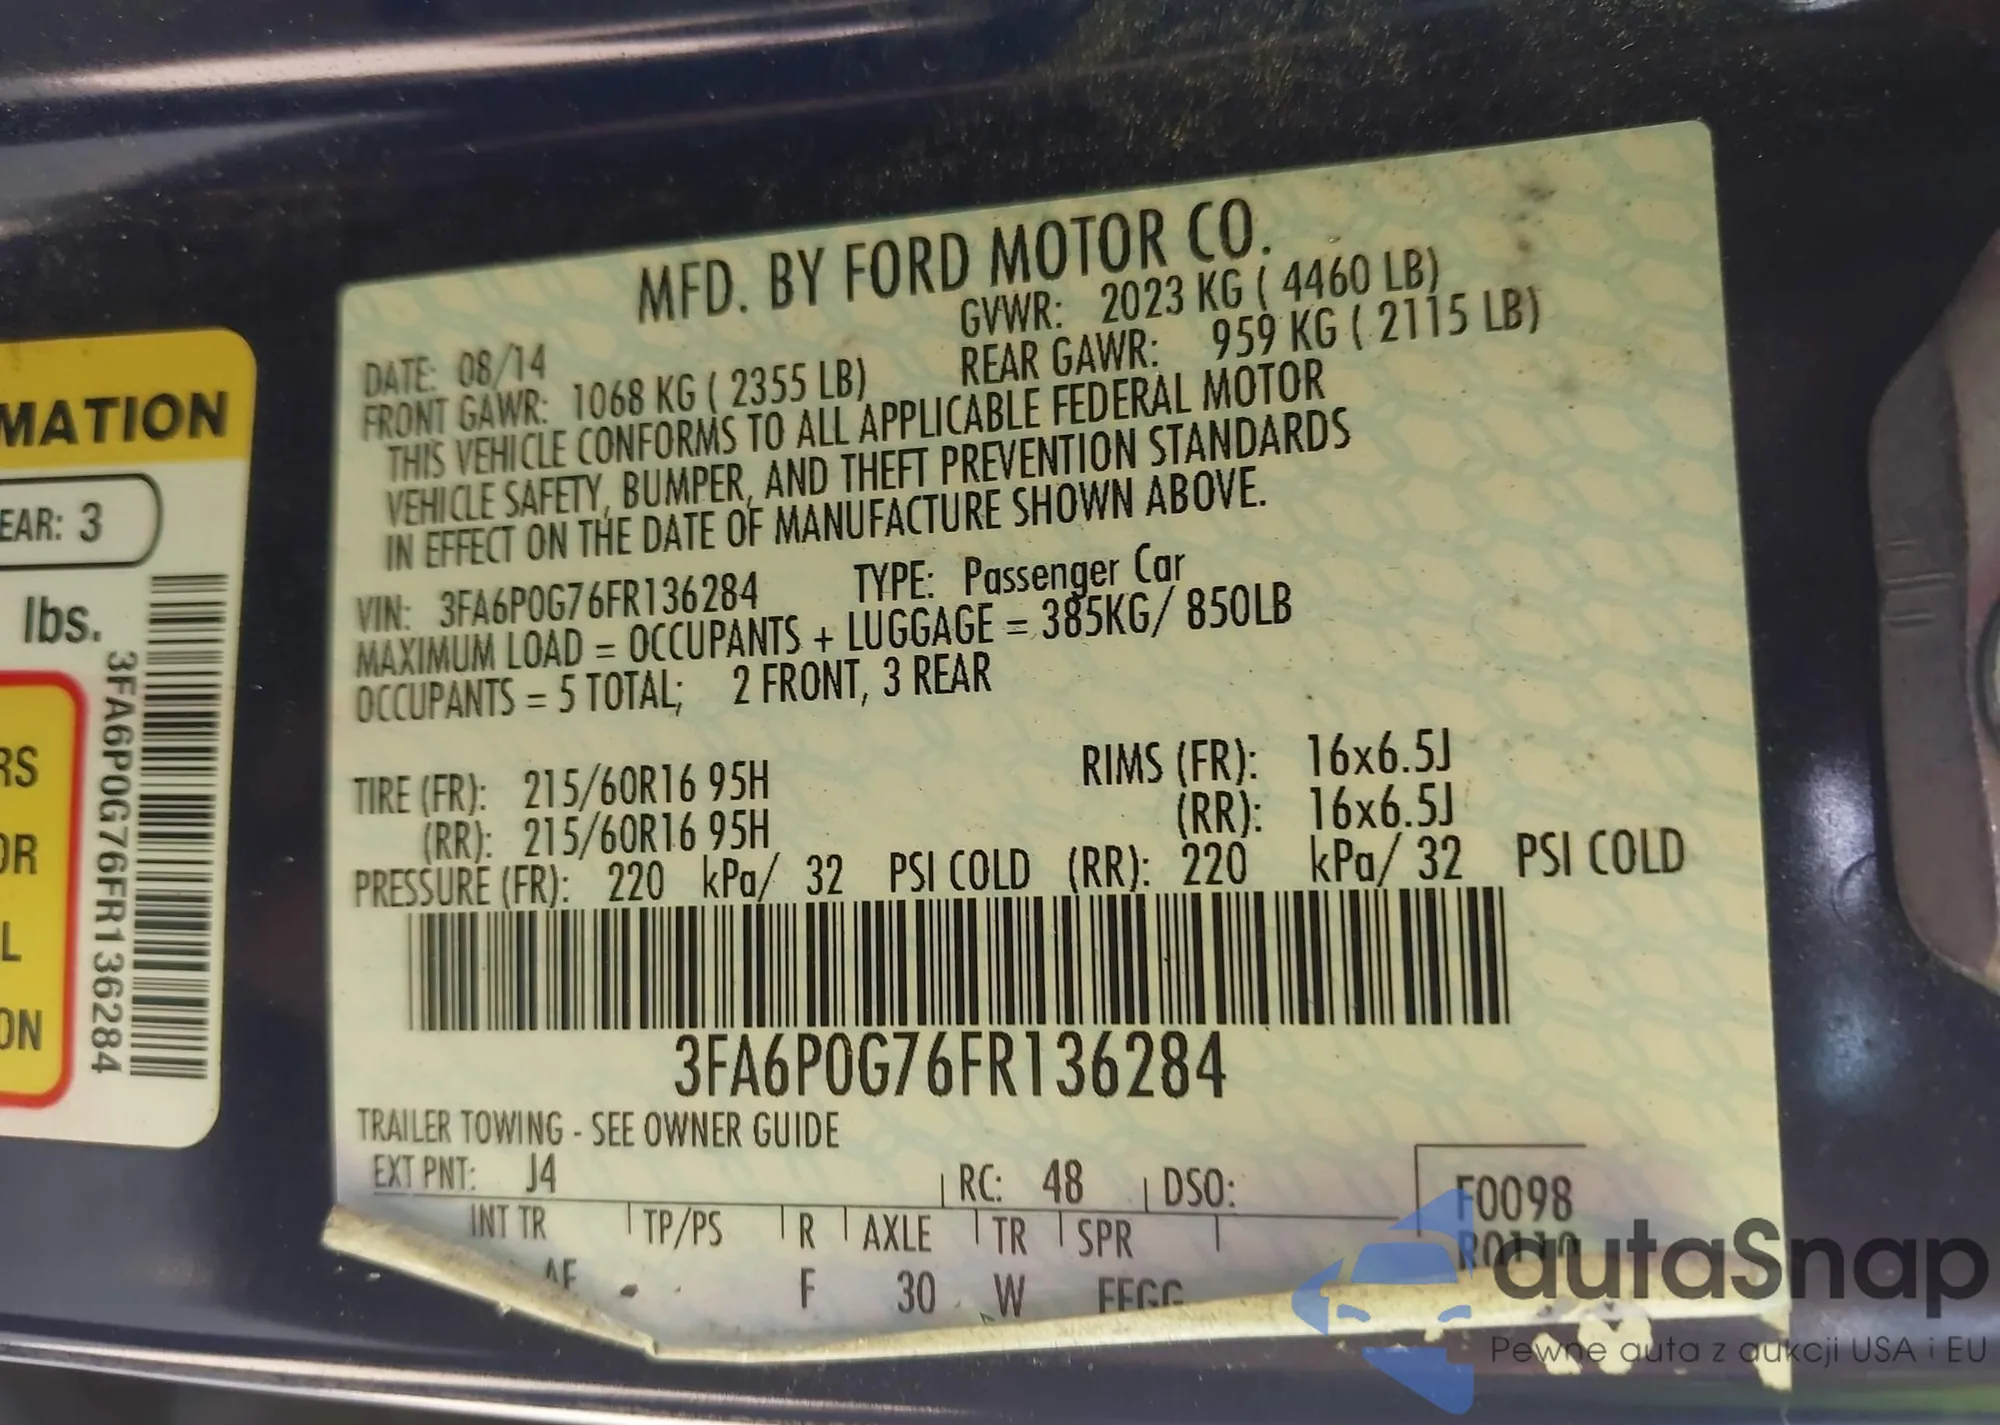 MATION
EAR: 3
lbs.
3FA6P0G76FR136284
RS
OR
L
ON
MFD. BY FORD MOTOR CO.
DATE: 08/14 GVWR: 2023 KG ( 4460 LB)
FRONT GAWR: 1068 KG ( 2355 LB) REAR GAWR: 959 KG ( 2115 LB)
THIS VEHICLE CONFORMS TO ALL APPLICABLE FEDERAL MOTOR
VEHICLE SAFETY, BUMPER, AND THEFT PREVENTION STANDARDS
IN EFFECT ON THE DATE OF MANUFACTURE SHOWN ABOVE.
VIN: 3FA6P0G76FR136284 TYPE: Passenger Car
MAXIMUM LOAD = OCCUPANTS + LUGGAGE = 385KG/ 850LB
OCCUPANTS = 5 TOTAL; 2 FRONT, 3 REAR
TIRE (FR): 215/60R16 95H RIMS (FR): 16x6.5J
(RR): 215/60R16 95H (RR): 16x6.5J
PRESSURE (FR): 220 kPa/ 32 PSI COLD (RR): 220 kPa/ 32 PSI COLD
3FA6P0G76FR136284
TRAILER TOWING - SEE OWNER GUIDE
EXT PNT: J4 RC: 48 DSO: F0098
INT TR TP/PS R AXLE TR SPR
F 30 W
autaSnap
Pewne auta z aukcji USA i EU